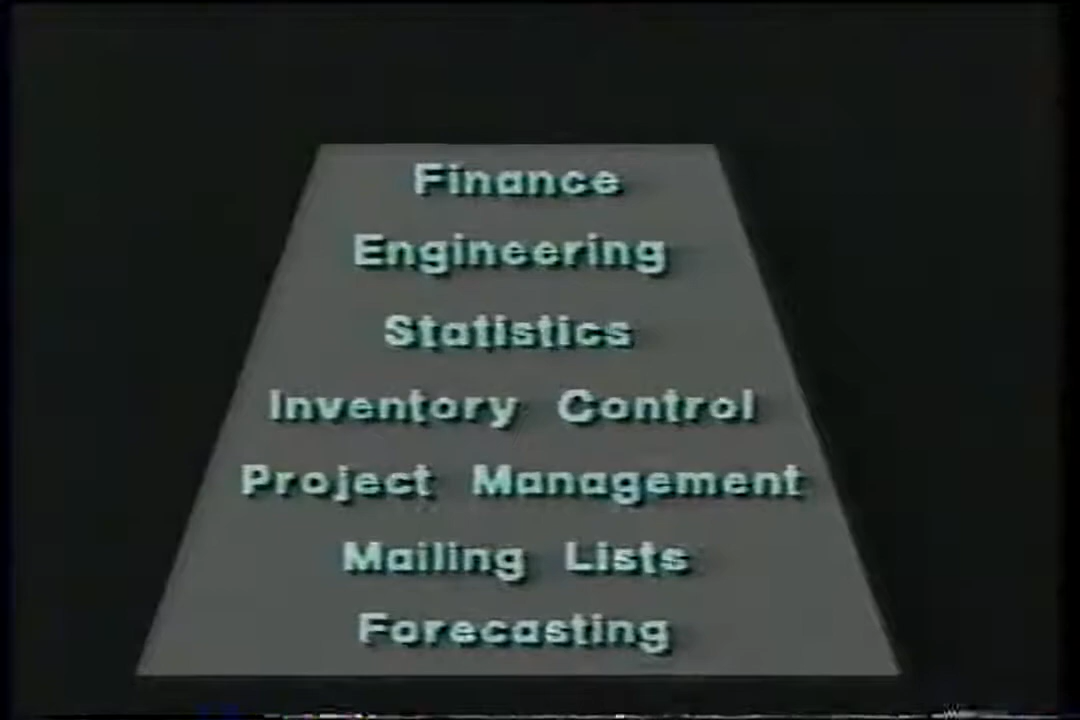 Finance
Engineering
Statistics
Inventory Control
Project Management
Mailing Lists
Forecasting